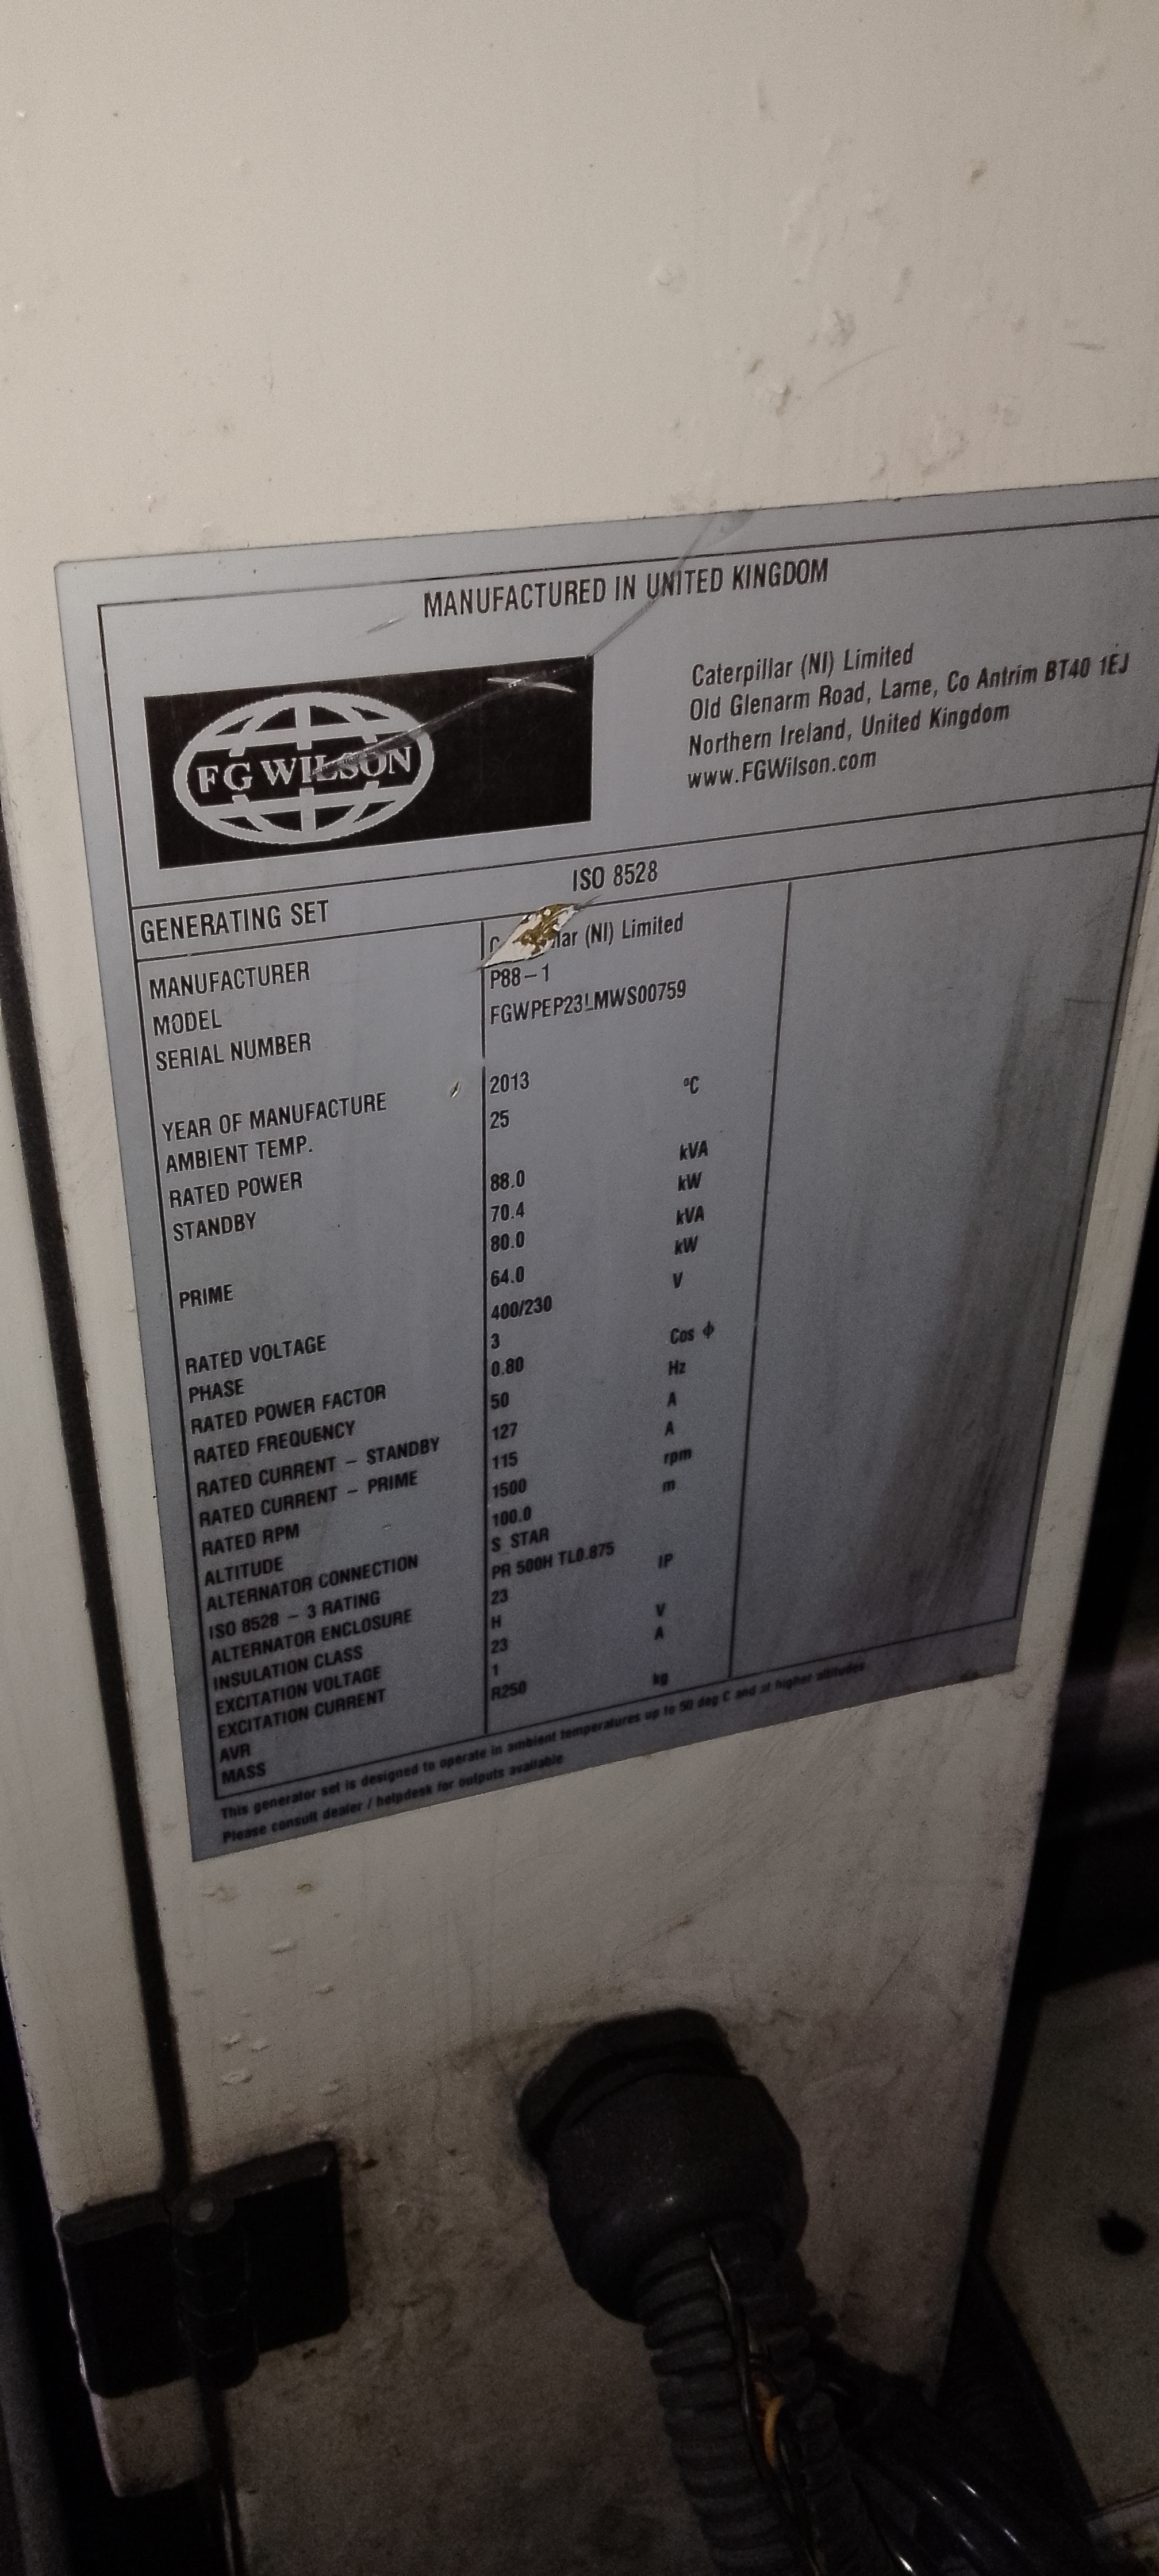 MANUFACTURED IN UNITED KINGDOM
FG WILSON
Caterpillar (NI) Limited
Old Glenarm Road, Larne, Co Antrim BT40 1EJ
Northern Ireland, United Kingdom
www.FGWilson.com
ISO 8528
GENERATING SET
MANUFACTURER (NI) Limited
MODEL P88-1
SERIAL NUMBER FGWPEP23LMWS00759
YEAR OF MANUFACTURE 2013
AMBIENT TEMP. 25 °C
RATED POWER
STANDBY 88.0 kVA
70.4 kW
PRIME 80.0 kVA
64.0 kW
RATED VOLTAGE 400/230 V
PHASE 3
RATED POWER FACTOR 0.80 Cos ϕ
RATED FREQUENCY 50 Hz
RATED CURRENT - STANDBY 127 A
RATED CURRENT - PRIME 115 A
RATED RPM 1500 rpm
ALTITUDE 100.0 m
ALTERNATOR CONNECTION S STAR
ISO 8528 - 3 RATING PR 500H TL0.875
ALTERNATOR ENCLOSURE 23 IP
INSULATION CLASS H
EXCITATION VOLTAGE 23 V
EXCITATION CURRENT 1 A
AVR R250
MASS kg
This generator set is designed to operate in ambient temperatures up to 50 deg C and at higher altitudes
Please consult dealer / helpdesk for outputs available